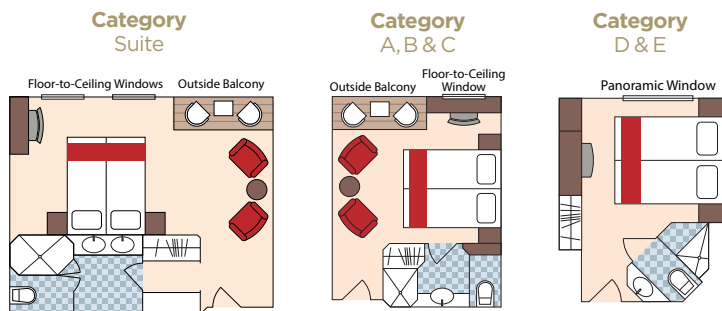 Category
Suite
Floor-to-Ceiling Windows
Outside Balcony
Category
A, B & C
Outside Balcony
Floor-to-Ceiling
Window
Category
D & E
Panoramic Window